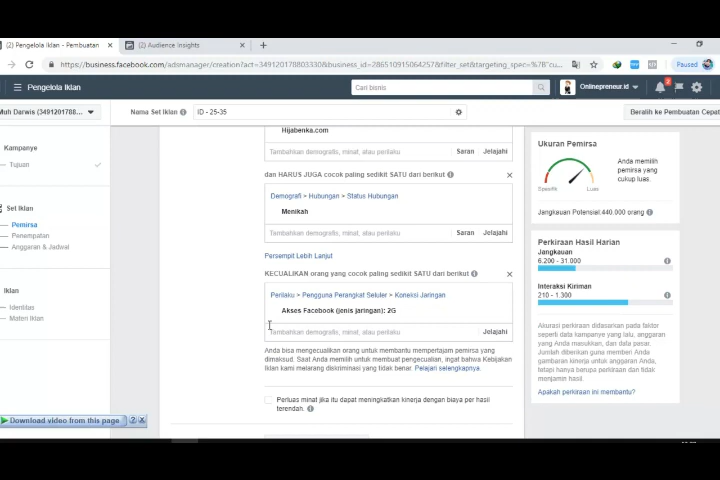 (2) Pengelola Iklan - Pembuatan
(2) Audience Insights
https://business.facebook.com/adsmanager/creation?act=349120178803330&business_id=286510915064257&filter_set&targeting_spec=%7B"cu...
Paused
Pengelola Iklan
Cari bisnis
Onlinepreneur.id
Muh Darwis (3491201788...
Nama Set Iklan
ID - 25-35
Beralih ke Pembuatan Cepat
Kampanye
Tujuan
Set Iklan
Pemirsa
Penempatan
Anggaran & Jadwal
Iklan
Identitas
Materi Iklan
Hijabenka.com
Tambahkan demografis, minat, atau perilaku
Saran
Jelajahi
dan HARUS JUGA cocok paling sedikit SATU dari berikut
Demografi > Hubungan > Status Hubungan
Menikah
Tambahkan demografis, minat, atau perilaku
Saran
Jelajahi
Persempit Lebih Lanjut
KECUALIKAN orang yang cocok paling sedikit SATU dari berikut
Perilaku > Pengguna Perangkat Seluler > Koneksi Jaringan
Akses Facebook (jenis jaringan): 2G
Tambahkan demografis, minat, atau perilaku
Jelajahi
Anda bisa mengecualikan orang untuk membantu mempertajam pemirsa yang
dimaksud. Saat Anda memilih untuk membuat pengecualian, ingat bahwa Kebijakan
Iklan kami melarang diskriminasi yang tidak benar. Pelajari selengkapnya.
Perluas minat jika itu dapat meningkatkan kinerja dengan biaya per hasil
terendah.
Ukuran Pemirsa
Spesifik
Luas
Anda memilih
pemirsa yang
cukup luas.
Jangkauan Potensial:440.000 orang
Perkiraan Hasil Harian
Jangkauan
6.200 - 31.000
Interaksi Kiriman
210 - 1.300
Akurasi perkiraan didasarkan pada faktor
seperti data kampanye yang lalu, anggaran
yang Anda masukkan, dan data pasar.
Jumlah diberikan guna memberi Anda
gambaran kinerja untuk anggaran Anda,
tetapi hanya berupa perkiraan dan tidak
menjamin hasil.
Apakah perkiraan ini membantu?
Download video from this page